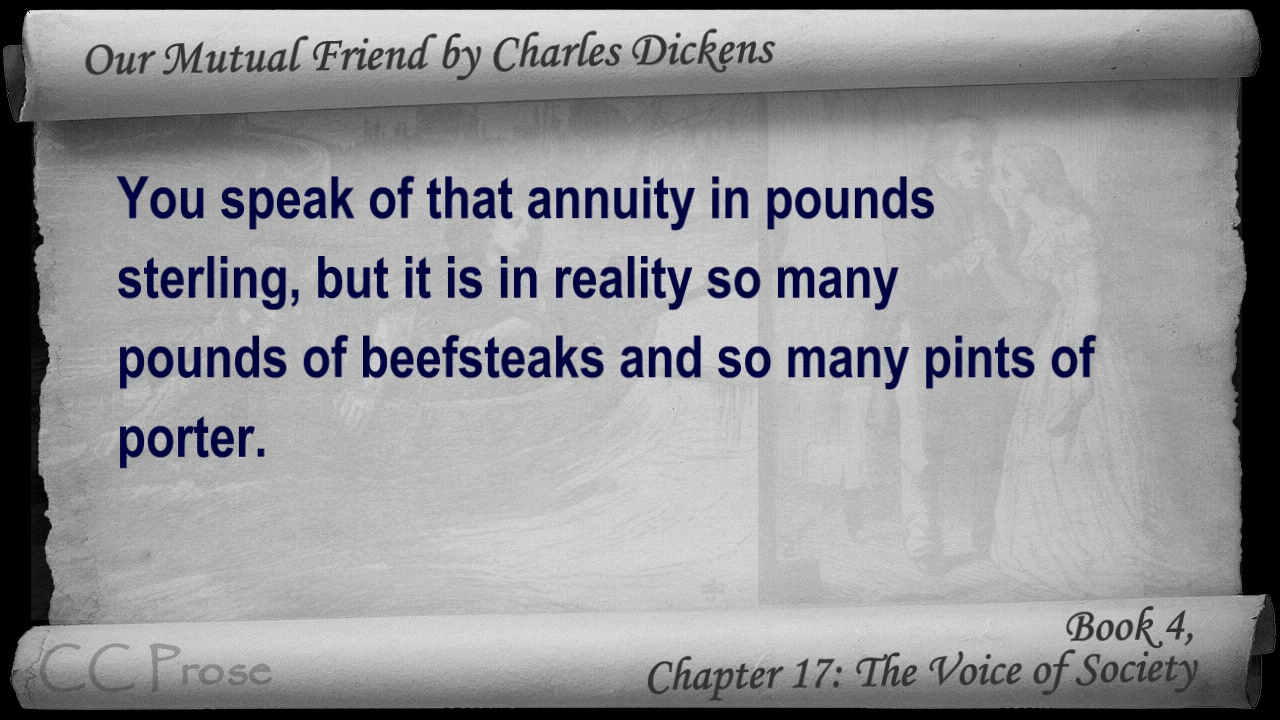 Our Mutual Friend by Charles Dickens
You speak of that annuity in pounds
sterling, but it is in reality so many
pounds of beefsteaks and so many pints of
porter.
Book 4,
Chapter 17: The Voice of Society
CC Prose